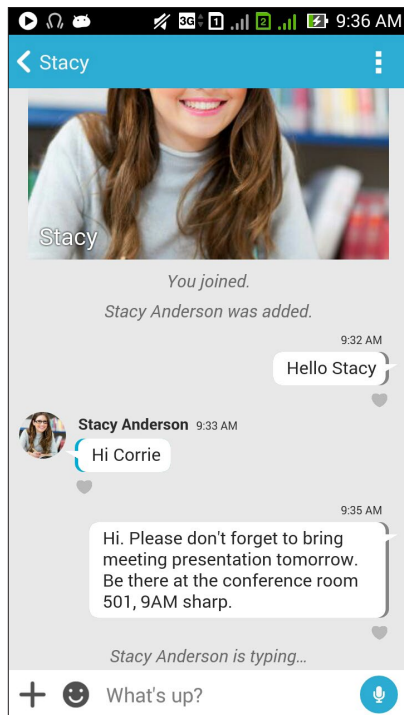 3G 1 2 9:36 AM
Stacy
Stacy
You joined.
Stacy Anderson was added.
9:32 AM
Hello Stacy
Stacy Anderson 9:33 AM
Hi Corrie
9:35 AM
Hi. Please don't forget to bring
meeting presentation tomorrow.
Be there at the conference room
501, 9AM sharp.
Stacy Anderson is typing...
What's up?